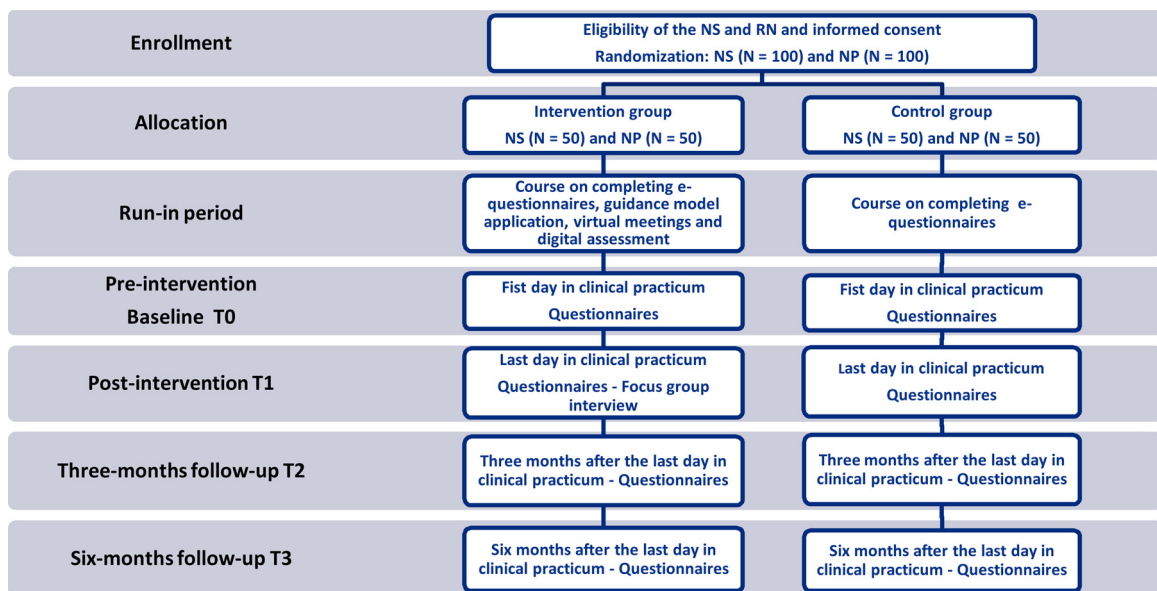 Enrollment
Eligibility of the NS and RN and informed consent
Randomization: NS (N = 100) and NP (N = 100)
Allocation
Intervention group
NS (N = 50) and NP (N = 50)
Control group
NS (N = 50) and NP (N = 50)
Run-in period
Course on completing e-
questionnaires, guidance model
application, virtual meetings and
digital assessment
Course on completing e-
questionnaires
Pre-intervention
Baseline T0
Fist day in clinical practicum
Questionnaires
Fist day in clinical practicum
Questionnaires
Post-intervention T1
Last day in clinical practicum
Questionnaires - Focus group
interview
Last day in clinical practicum
Questionnaires
Three-months follow-up T2
Three months after the last day in
clinical practicum - Questionnaires
Three months after the last day in
clinical practicum - Questionnaires
Six-months follow-up T3
Six months after the last day in
clinical practicum - Questionnaires
Six months after the last day in
clinical practicum - Questionnaires